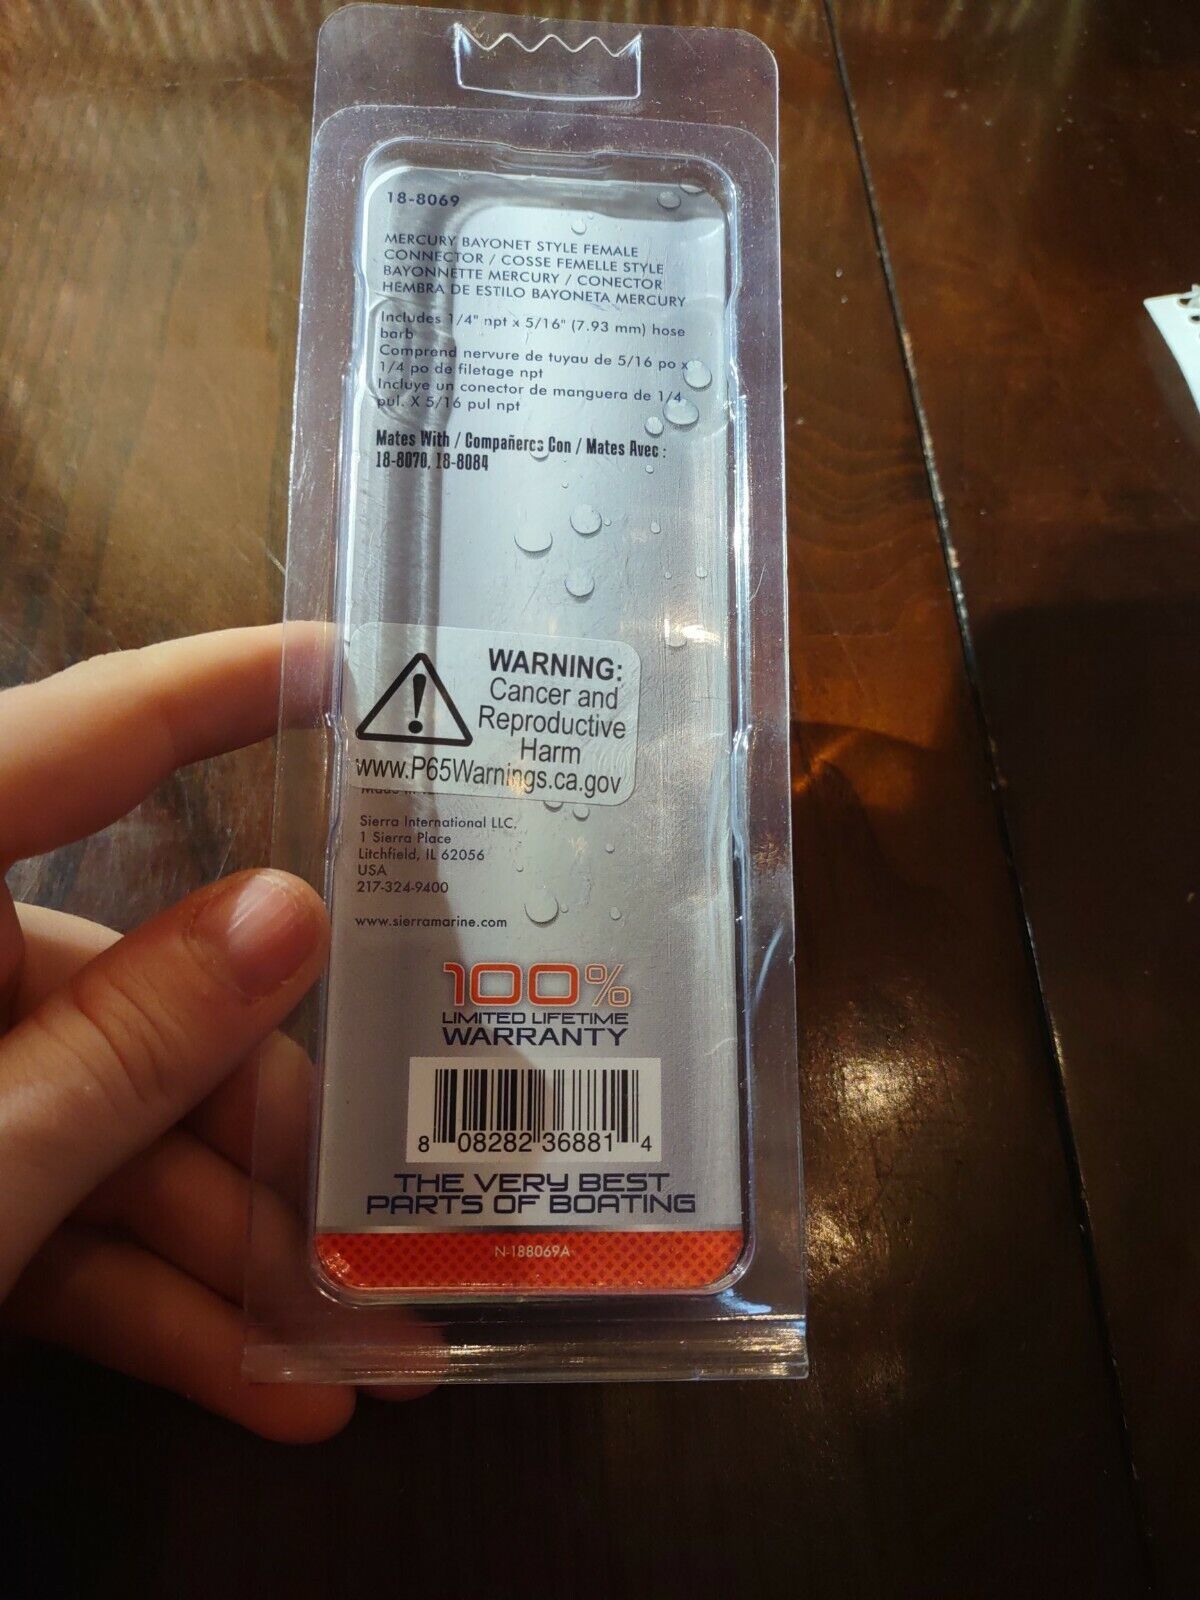 18-8069
MERCURY BAYONET STYLE FEMALE
CONNECTOR / COSSE FEMELLE STYLE
BAYONNETTE MERCURY / CONECTOR
HEMBRA DE ESTILO BAYONETA MERCURY
Includes 1/4" npt x 5/16" (7.93 mm) hose
barb
Comprend nervure de tuyau de 5/16 po x
1/4 po de filetage npt
Incluye un conector de manguera de 1/4
pul. X 5/16 pul npt
Mates With / Compañeros Con / Mates Avec :
18-8070, 18-8084
WARNING:
Cancer and
Reproductive
Harm
www.P65Warnings.ca.gov
Made in
Sierra International LLC.
1 Sierra Place
Litchfield, IL 62056
USA
217-324-9400
www.sierramarine.com
100%
LIMITED LIFETIME
WARRANTY
8 08282 36881 4
THE VERY BEST
PARTS OF BOATING
N-188069A